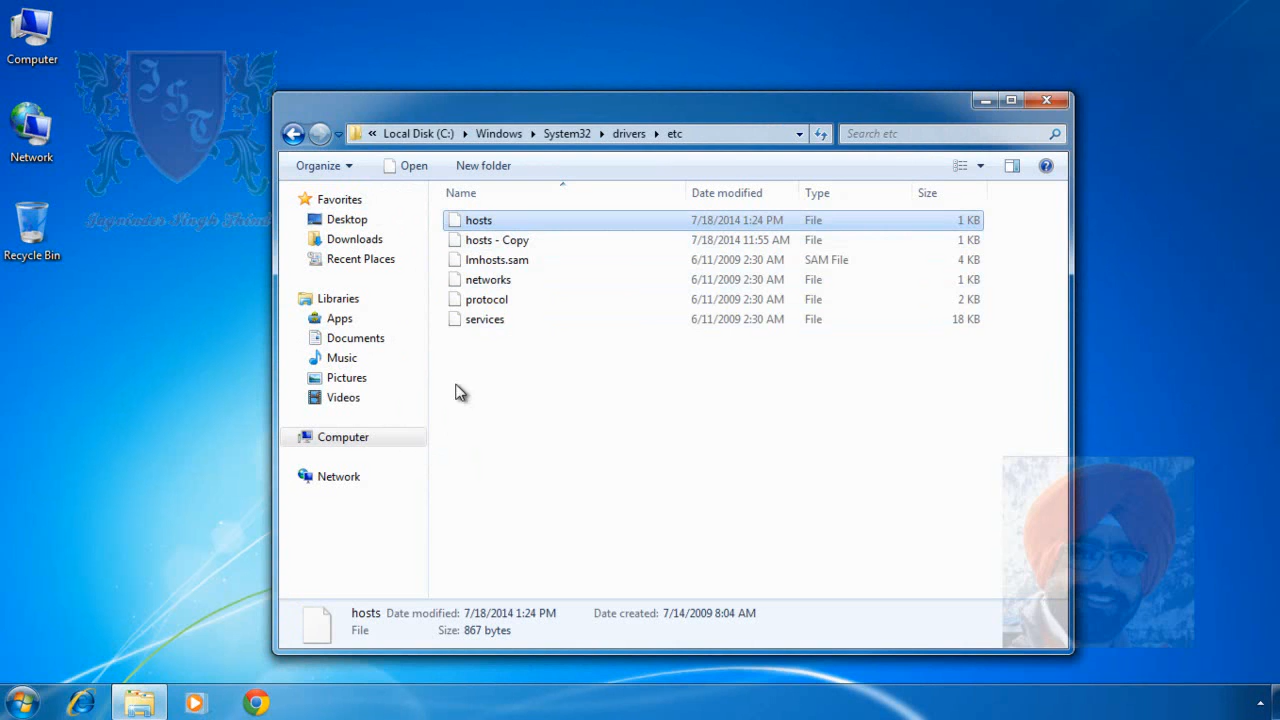 Computer
Network
Recycle Bin
IST
« Local Disk (C:) Windows System32 drivers etc
Search etc
Organize Open New folder
Favorites
Desktop
Downloads
Recent Places
Libraries
Apps
Documents
Music
Pictures
Videos
Computer
Network
Name Date modified Type Size
hosts 7/18/2014 1:24 PM File 1 KB
hosts - Copy 7/18/2014 11:55 AM File 1 KB
lmhosts.sam 6/11/2009 2:30 AM SAM File 4 KB
networks 6/11/2009 2:30 AM File 1 KB
protocol 6/11/2009 2:30 AM File 2 KB
services 6/11/2009 2:30 AM File 18 KB
hosts Date modified: 7/18/2014 1:24 PM Date created: 7/14/2009 8:04 AM
File Size: 867 bytes